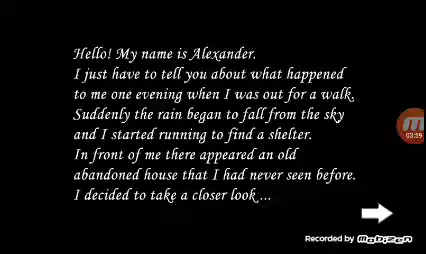 Hello! My name is Alexander.
I just have to tell you about what happened
to me one evening when I was out for a walk.
Suddenly the rain began to fall from the sky
and I started running to find a shelter.
In front of me there appeared an old
abandoned house that I had never seen before.
I decided to take a closer look...
03:59
Recorded by Mobizen